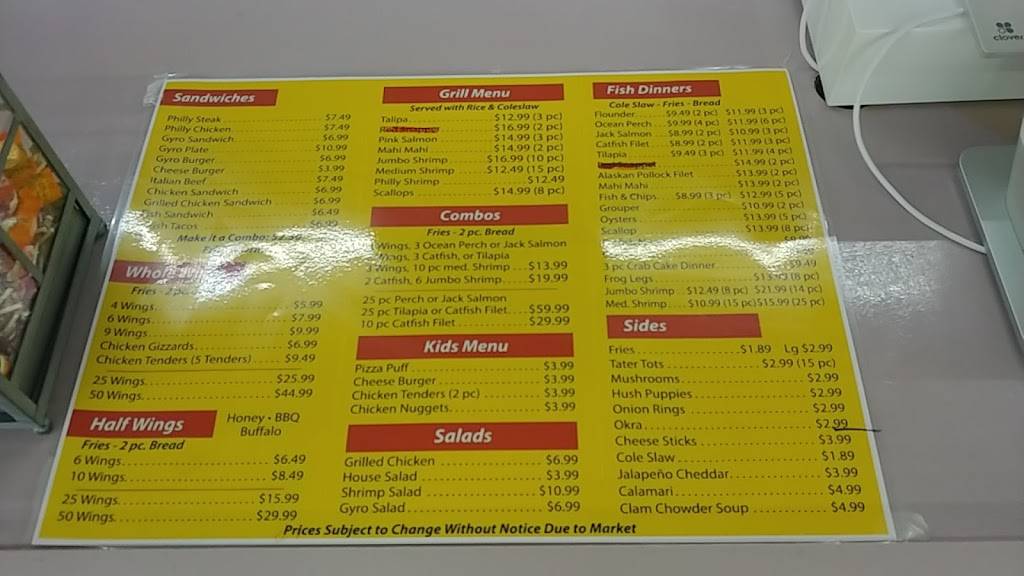 clover
Sandwiches
Philly Steak $7.49
Philly Chicken $7.49
Gyro Sandwich $6.99
Gyro Plate $10.99
Gyro Burger $6.99
Cheese Burger $3.99
Italian Beef $7.49
Chicken Sandwich $6.99
Grilled Chicken Sandwich $6.99
Fish Sandwich $6.49
Fish Tacos $6.99
Make it a Combo:
Whole
Fries - 2 pc.
4 Wings $5.99
6 Wings $7.99
9 Wings $9.99
Chicken Gizzards $6.99
Chicken Tenders (5 Tenders) $9.49
25 Wings $25.99
50 Wings $44.99
Half Wings
Honey • BBQ
Buffalo
Fries - 2 pc. Bread
6 Wings $6.49
10 Wings $8.49
25 Wings $15.99
50 Wings $29.99
Grill Menu
Served with Rice & Coleslaw
Talipa $12.99 (3 pc)
$16.99 (2 pc)
Pink Salmon $14.99 (3 pc)
Mahi Mahi $14.99 (2 pc)
Jumbo Shrimp $16.99 (10 pc)
Medium Shrimp $12.49 (15 pc)
Philly Shrimp $12.49
Scallops $14.99 (8 pc)
Combos
Fries - 2 pc. Bread
Wings, 3 Ocean Perch or Jack Salmon
Wings, 3 Catfish, or Tilapia
Wings, 10 pc med. Shrimp $13.99
2 Catfish, 6 Jumbo Shrimp $19.99
25 pc Perch or Jack Salmon
25 pc Tilapia or Catfish Filet $59.99
10 pc Catfish Filet $29.99
Kids Menu
Pizza Puff $3.99
Cheese Burger $3.99
Chicken Tenders (2 pc) $3.99
Chicken Nuggets $3.99
Salads
Grilled Chicken $6.99
House Salad $3.99
Shrimp Salad $10.99
Gyro Salad $6.99
Fish Dinners
Cole Slaw - Fries - Bread
Flounder $9.49 (2 pc) $11.99 (3 pc)
Ocean Perch $9.99 (4 pc) $11.99 (6 pc)
Jack Salmon $8.99 (2 pc) $10.99 (3 pc)
Catfish Filet $8.99 (2 pc) $11.99 (3 pc)
Tilapia $9.49 (3 pc) $11.99 (4 pc)
$14.99 (2 pc)
Alaskan Pollock Filet $13.99 (2 pc)
Mahi Mahi $13.99 (2 pc)
Fish & Chips $8.99 (3 pc) $12.99 (5 pc)
Grouper $10.99 (2 pc)
Oysters $13.99 (5 pc)
Scallop $13.99 (8 pc)
3 pc Crab Cake Dinner $9.49
Frog Legs (8 pc)
Jumbo Shrimp $12.49 (8 pc) $21.99 (14 pc)
Med. Shrimp $10.99 (15 pc) $15.99 (25 pc)
Sides
Fries $1.89 Lg $2.99
Tater Tots $2.99 (15 pc)
Mushrooms $2.99
Hush Puppies $2.99
Onion Rings $2.99
Okra $2.99
Cheese Sticks $3.99
Cole Slaw $1.89
Jalapeño Cheddar $3.99
Calamari $4.99
Clam Chowder Soup $4.99
Prices Subject to Change Without Notice Due to Market